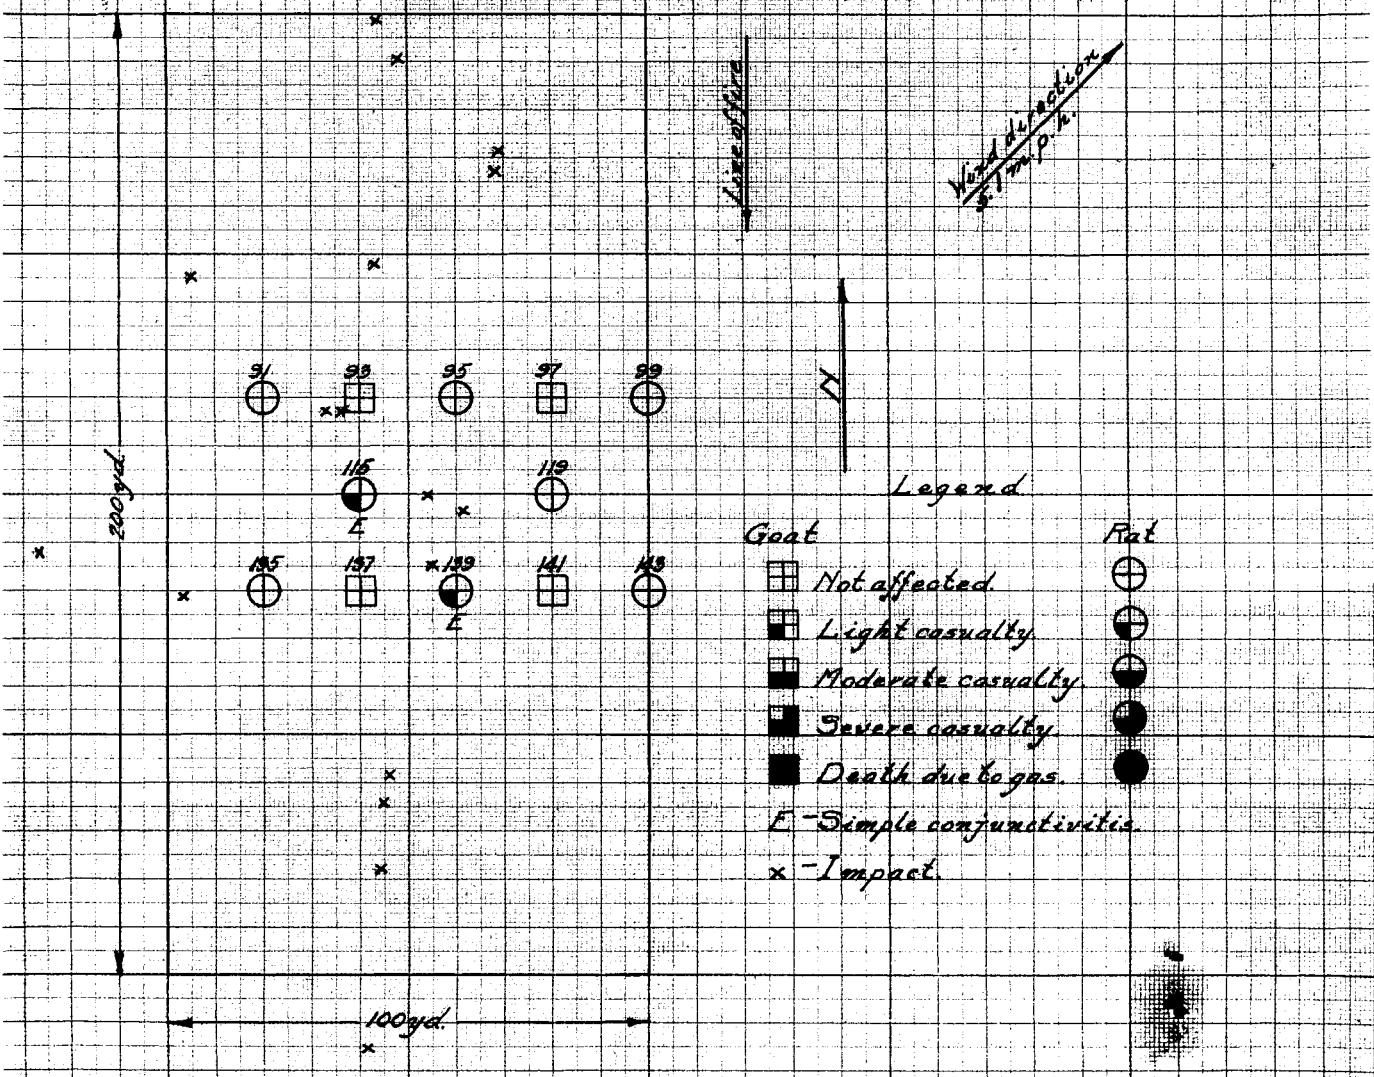 Line of fire
Wind direction
5.1 m.p.h.
N
200 yd.
91 93 95 97 99
115 119
E
135 137 139 141 143
E
100 yd.
Legend
Goat Rat
Not affected.
Light casualty.
Moderate casualty.
Severe casualty.
Death due to gas.
E - Simple conjunctivitis.
x - Impact.